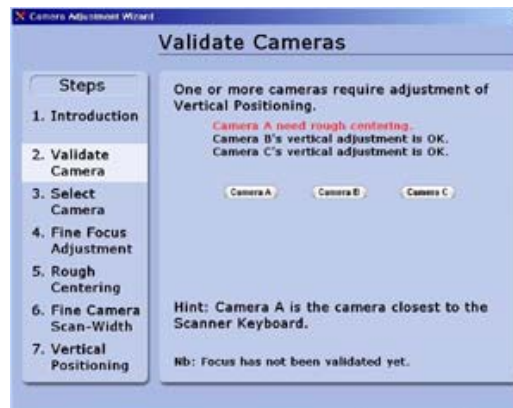 Camera Adjustment Wizard
Validate Cameras
Steps
1. Introduction
2. Validate
Camera
3. Select
Camera
4. Fine Focus
Adjustment
5. Rough
Centering
6. Fine Camera
Scan-Width
7. Vertical
Positioning
One or more cameras require adjustment of
Vertical Positioning.
Camera A need rough centering.
Camera B's vertical adjustment is OK.
Camera C's vertical adjustment is OK.
Camera A
Camera B
Camera C
Hint: Camera A is the camera closest to the
Scanner Keyboard.
Nb: Focus has not been validated yet.